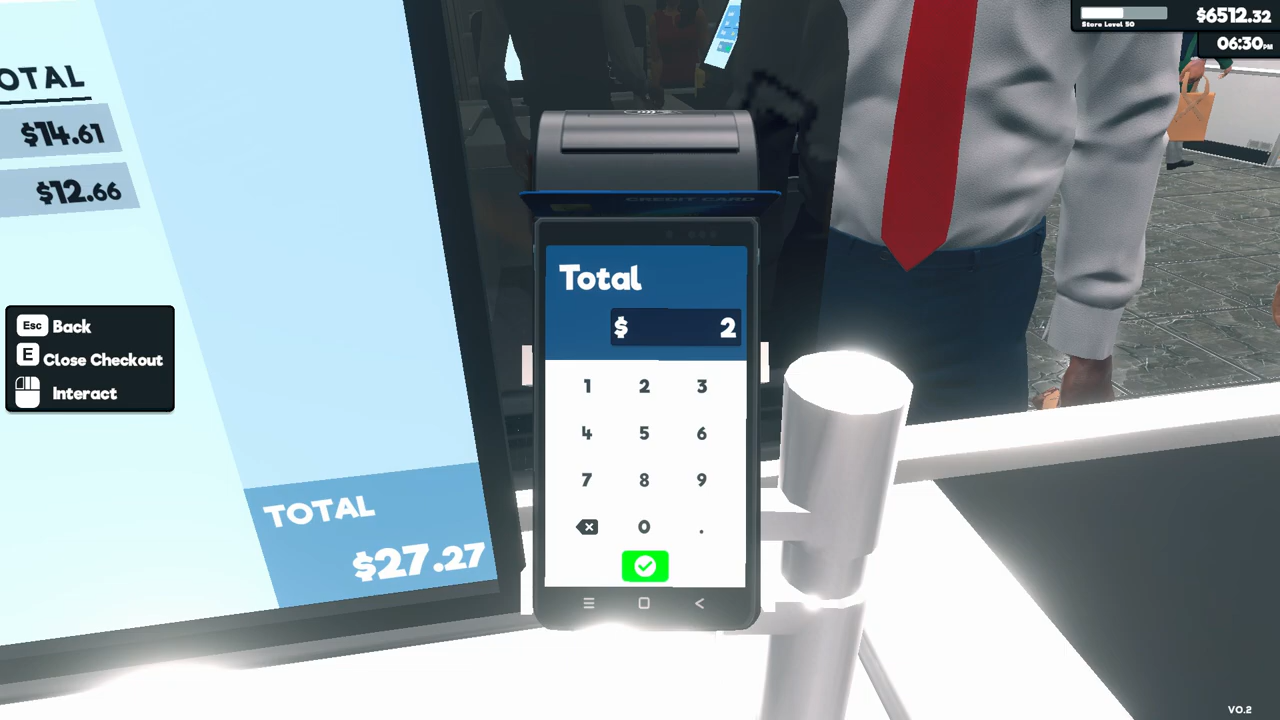 OTAL
$14.61
$12.66
Esc Back
E Close Checkout
Interact
TOTAL
$27.27
CREDIT CARD
Total
$ 2
1 2 3
4 5 6
7 8 9
0 .
Store Level 50
$6512.32
06:30PM
V0.2